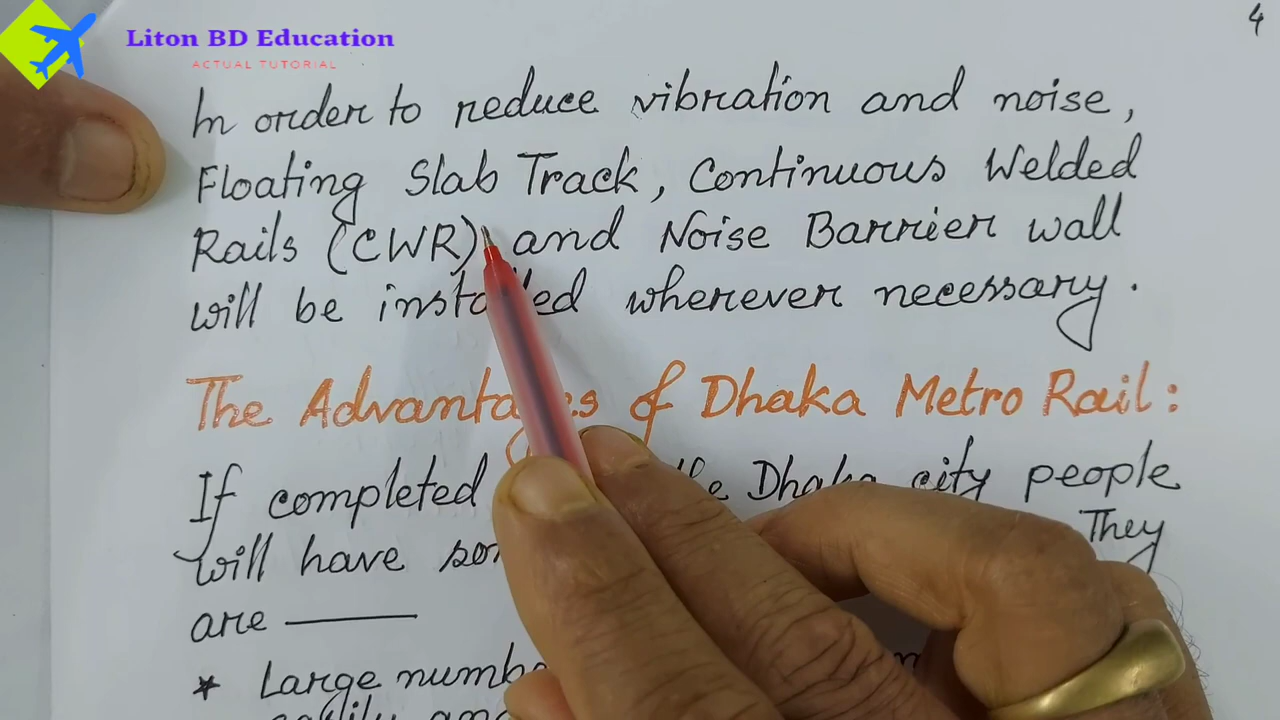 4
Liton BD Education
ACTUAL TUTORIAL
In order to reduce vibration and noise,
Floating Slab Track, Continuous Welded
Rails (CWR) and Noise Barrier wall
will be installed wherever necessary.
The Advantages of Dhaka Metro Rail:
If completed the Dhaka city people
will have They
are —
* Large